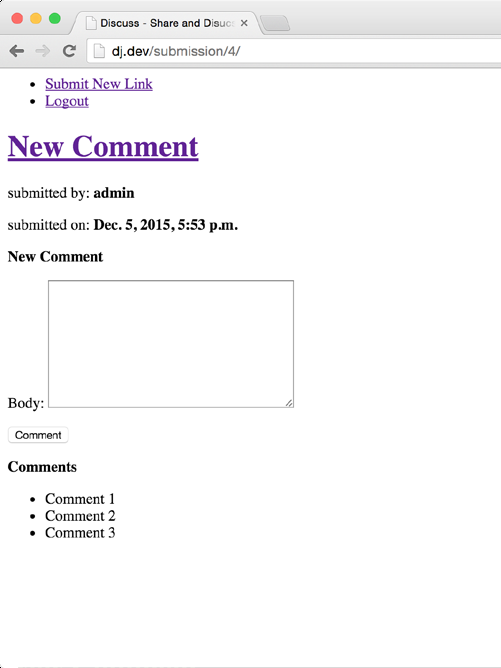 Discuss - Share and Disuc
dj.dev/submission/4/
Submit New Link
Logout
New Comment
submitted by: admin
submitted on: Dec. 5, 2015, 5:53 p.m.
New Comment
Body:
Comment
Comments
Comment 1
Comment 2
Comment 3